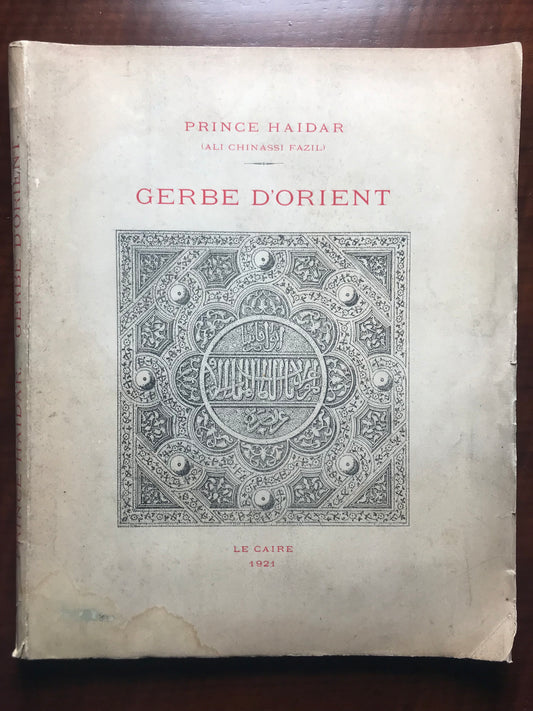 PRINCE HAIDAR
(ALI CHINASSI FAZIL)
GERBE D'ORIENT
LE CAIRE
1921
PRINCE HAIDAR GERBE D'ORIENT